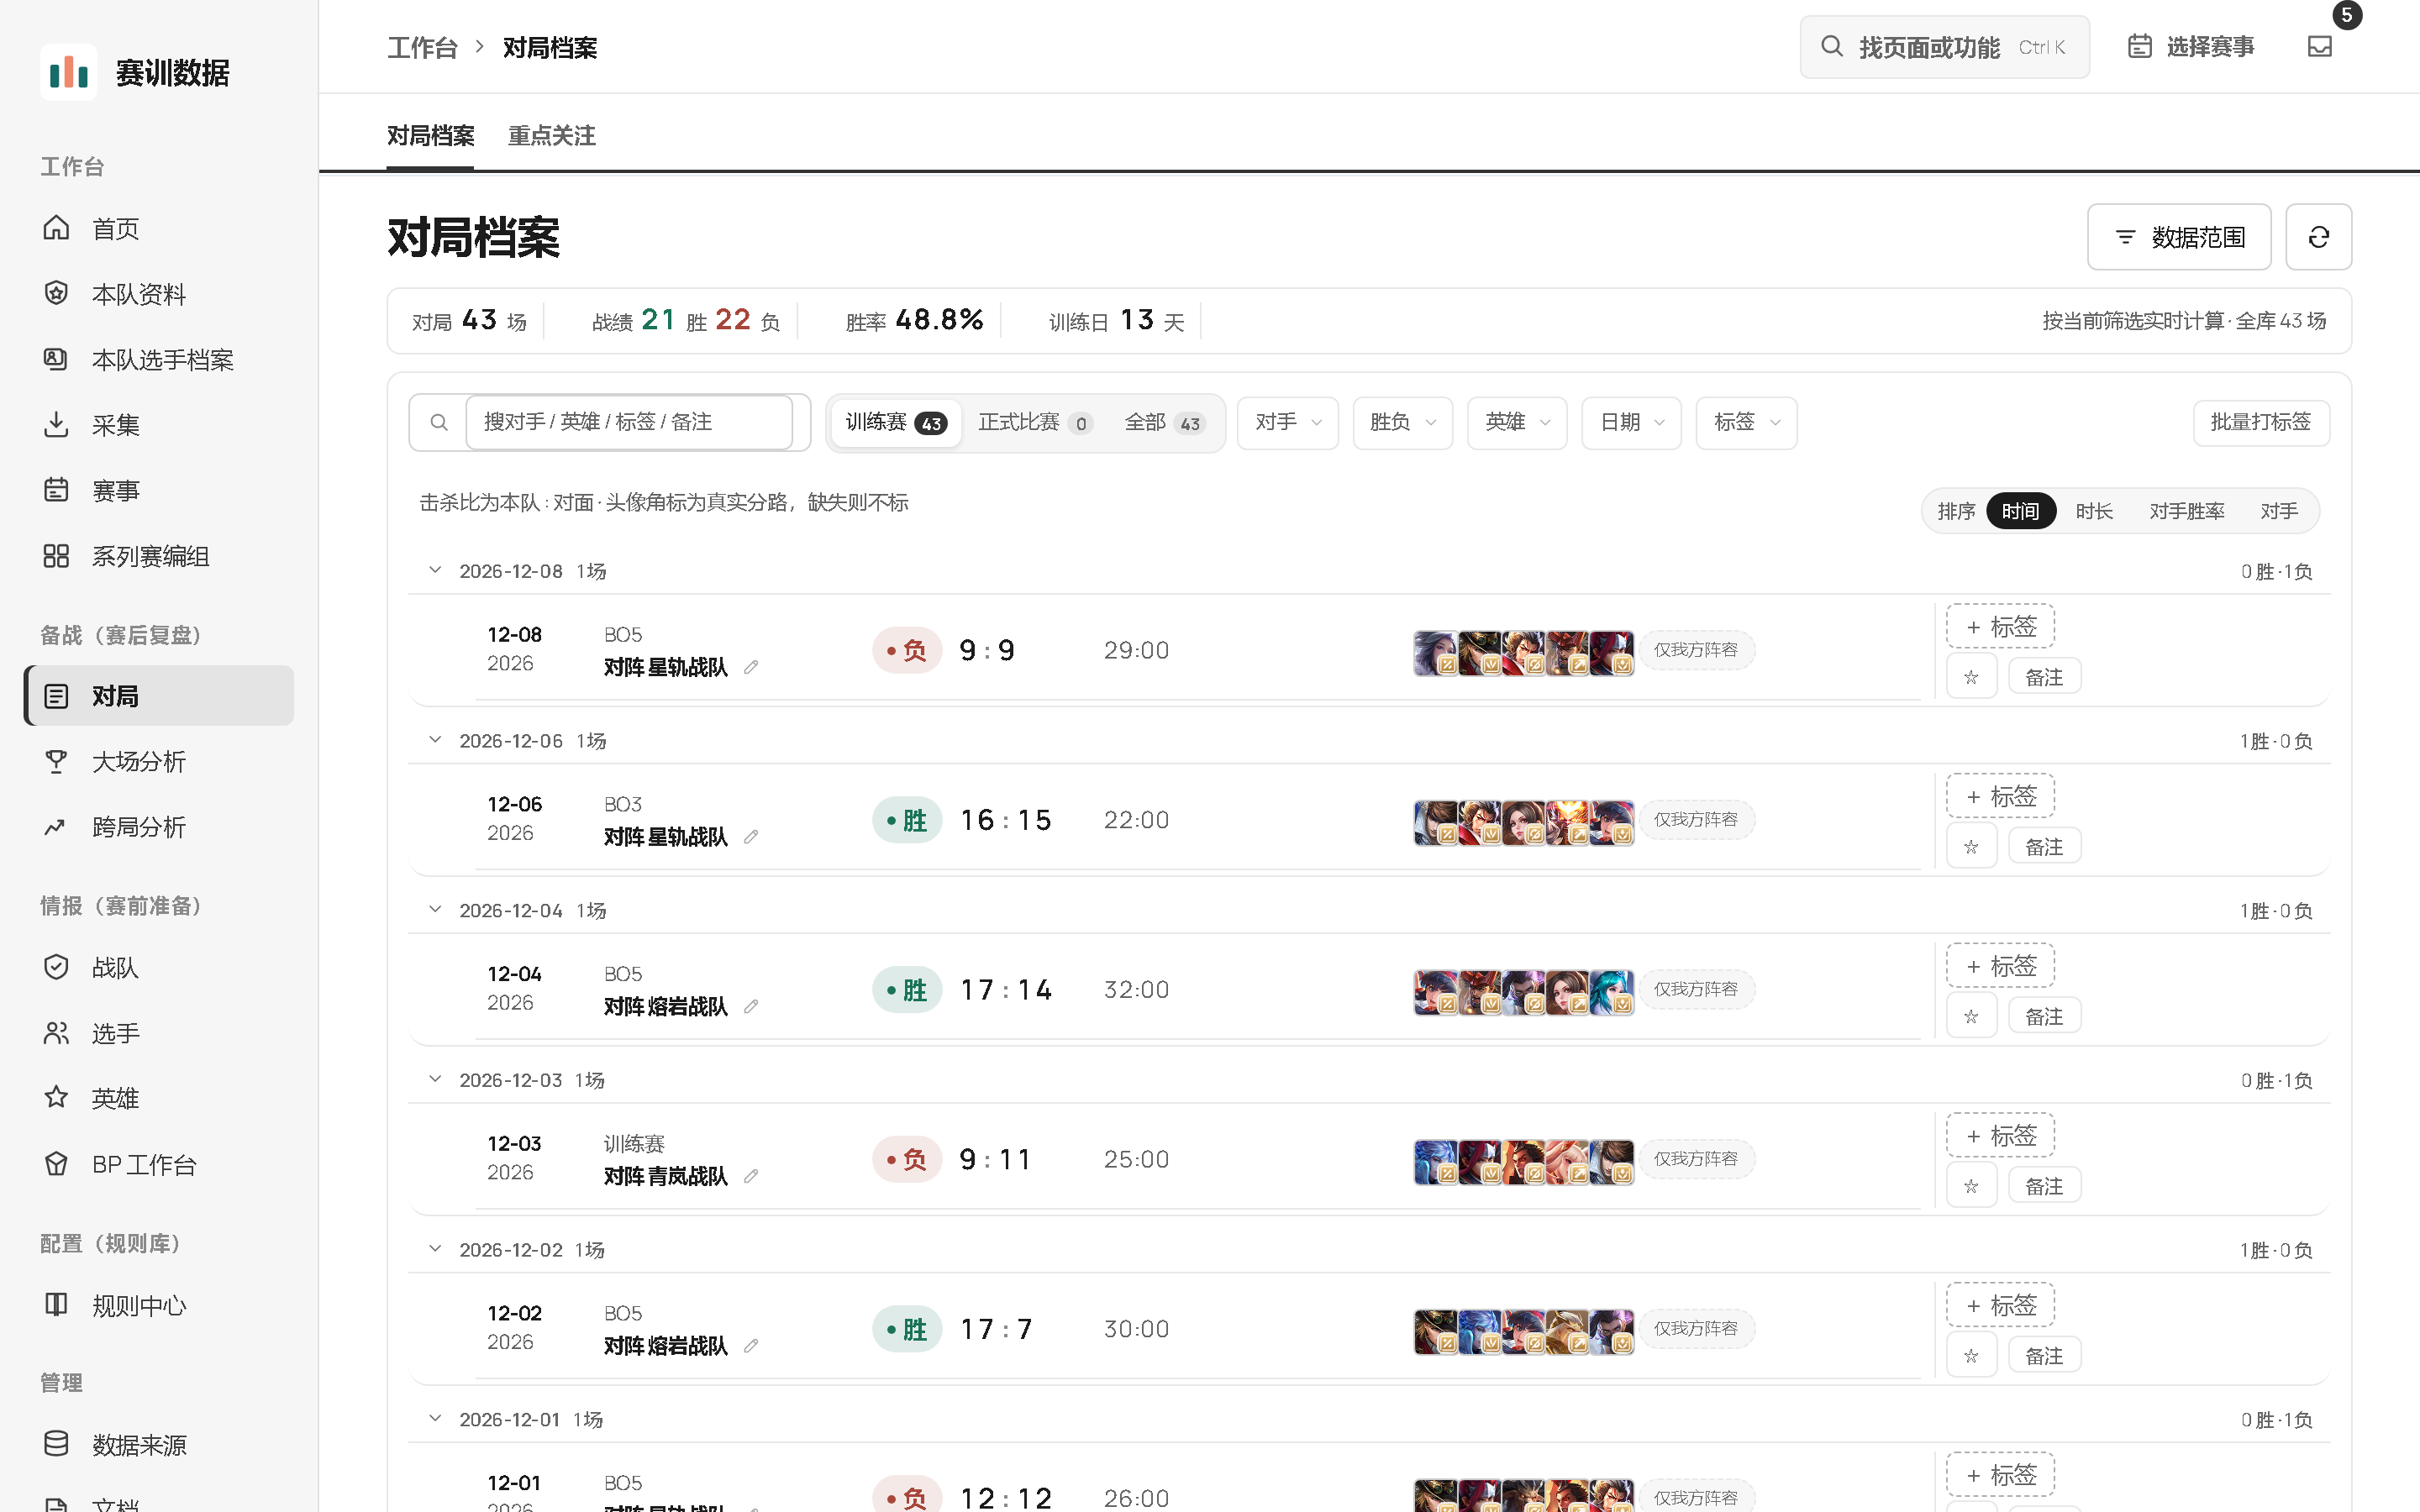 赛训数据
工作台
首页
本队资料
本队选手档案
采集
赛事
系列赛编组
备战（赛后复盘）
对局
大场分析
跨局分析
情报（赛前准备）
战队
选手
英雄
BP 工作台
配置（规则库）
规则中心
管理
数据来源
文档
工作台 > 对局档案
找页面或功能 Ctrl K
选择赛事
5
对局档案 重点关注
对局档案
数据范围
对局 43 场 战绩 21 胜 22 负 胜率 48.8% 训练日 13 天
按当前筛选实时计算 · 全库 43 场
搜对手 / 英雄 / 标签 / 备注
训练赛 43 正式比赛 0 全部 43
对手 胜负 英雄 日期 标签
批量打标签
击杀比为本队 : 对面 · 头像角标为真实分路，缺失则不标
排序 时间 时长 对手胜率 对手
2026-12-08 1场 0 胜 · 1 负
12-08
2026
BO5
对阵 星轨战队
负 9 : 9 29:00 仅我方阵容
+ 标签
☆ 备注
2026-12-06 1场 1 胜 · 0 负
12-06
2026
BO3
对阵 星轨战队
胜 16 : 15 22:00 仅我方阵容
+ 标签
☆ 备注
2026-12-04 1场 1 胜 · 0 负
12-04
2026
BO5
对阵 熔岩战队
胜 17 : 14 32:00 仅我方阵容
+ 标签
☆ 备注
2026-12-03 1场 0 胜 · 1 负
12-03
2026
训练赛
对阵 青岚战队
负 9 : 11 25:00 仅我方阵容
+ 标签
☆ 备注
2026-12-02 1场 1 胜 · 0 负
12-02
2026
BO5
对阵 熔岩战队
胜 17 : 7 30:00 仅我方阵容
+ 标签
☆ 备注
2026-12-01 1场 0 胜 · 1 负
12-01
2026
BO5
对阵 星轨战队
负 12 : 12 26:00 仅我方阵容
+ 标签